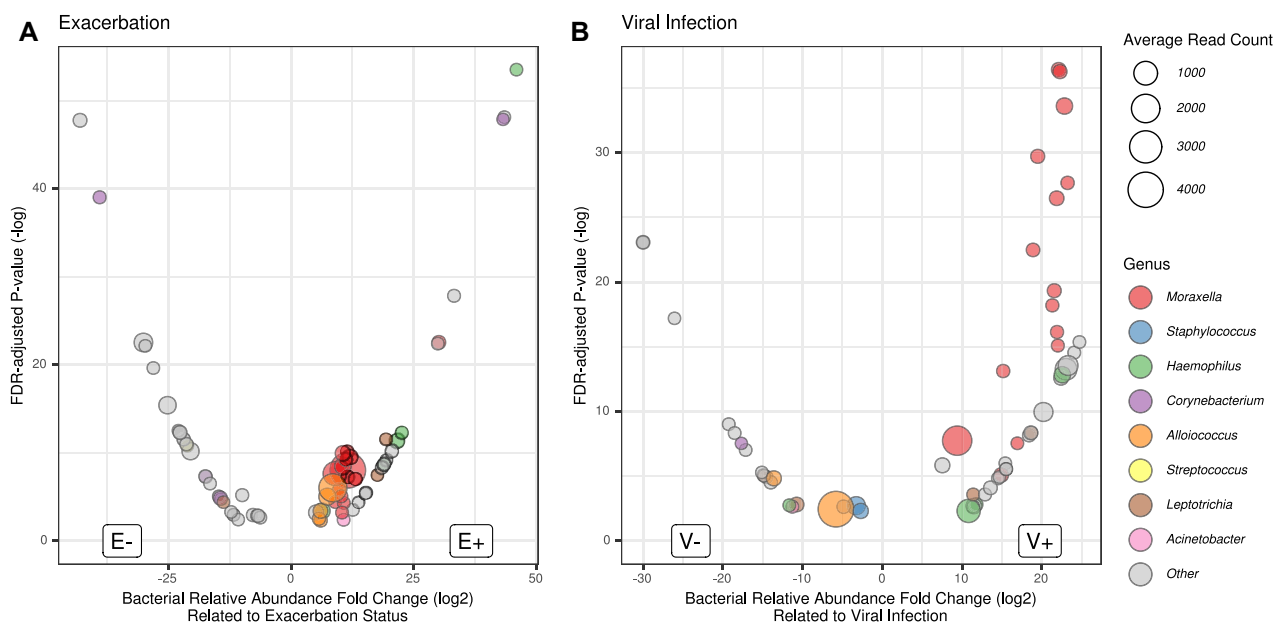 A
Exacerbation
FDR-adjusted P-value (-log)
40
20
0
E-
E+
-25
0
25
50
Bacterial Relative Abundance Fold Change (log2)
Related to Exacerbation Status
B
Viral Infection
FDR-adjusted P-value (-log)
30
20
10
0
V-
V+
-30
-20
-10
0
10
20
Bacterial Relative Abundance Fold Change (log2)
Related to Viral Infection
Average Read Count
1000
2000
3000
4000
Genus
Moraxella
Staphylococcus
Haemophilus
Corynebacterium
Alloiococcus
Streptococcus
Leptotrichia
Acinetobacter
Other